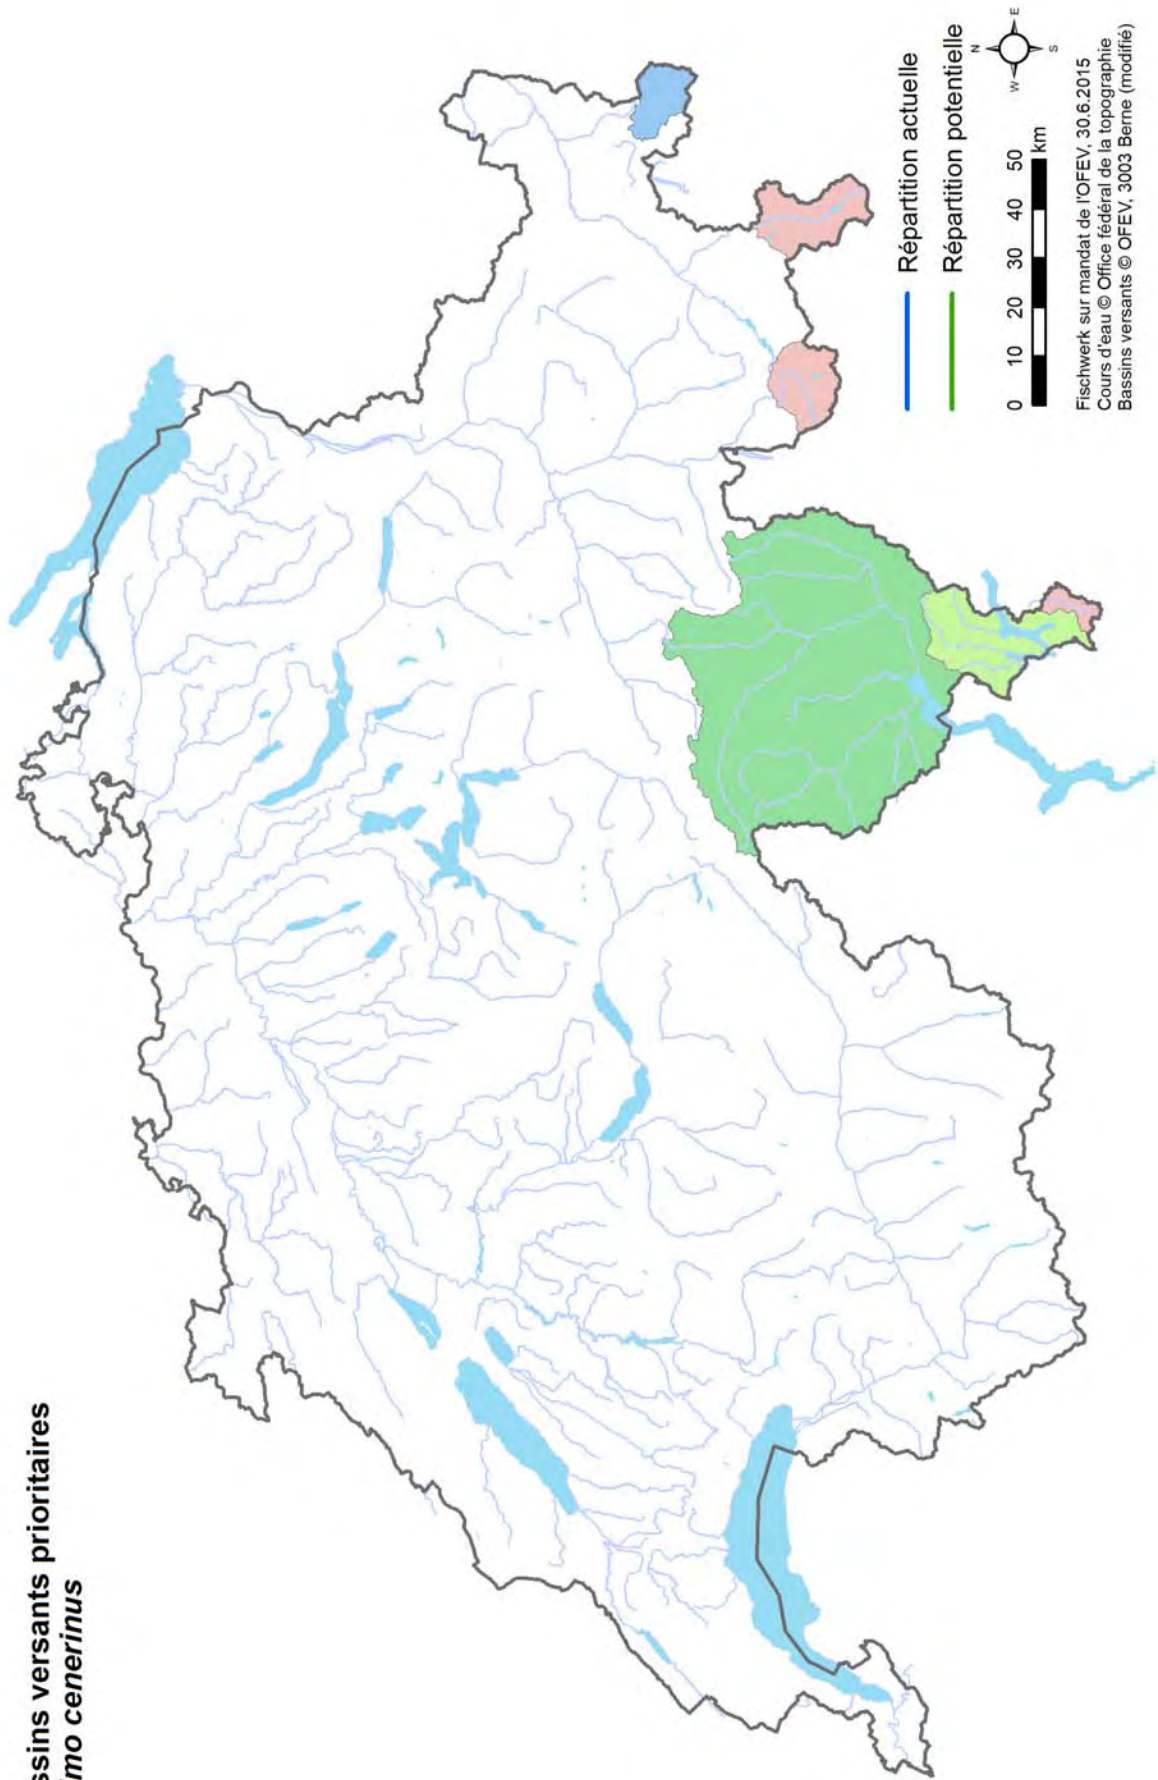 ssins versants prioritaires
mo cenerinus
Répartition actuelle
Répartition potentielle
0 10 20 30 40 50
km
N
W E
S
Fischwerk sur mandat de l'OFEV, 30.6.2015
Cours d'eau © Office fédéral de la topographie
Bassins versants © OFEV, 3003 Berne (modifié)